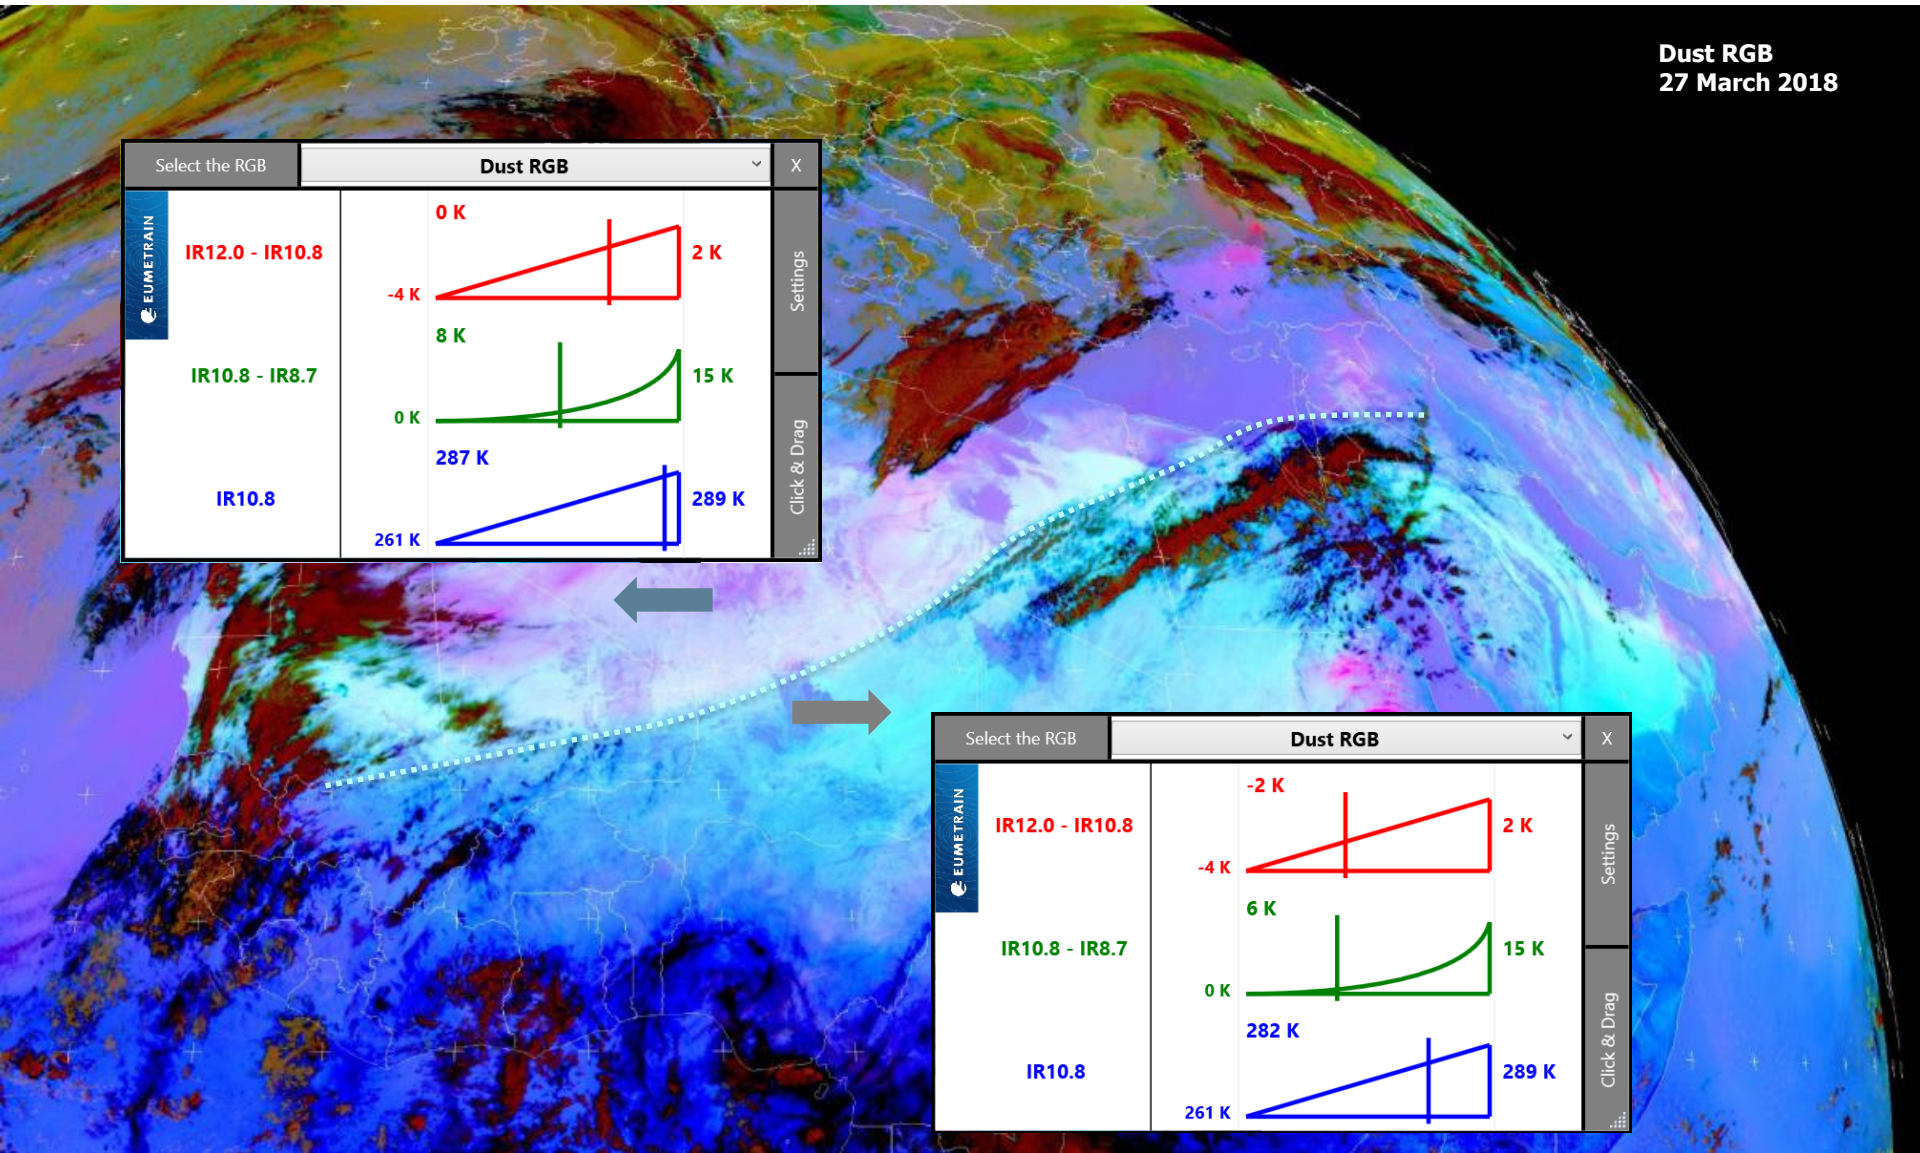 Dust RGB
27 March 2018
Select the RGB
Dust RGB
X
EUMETRAIN
0 K
IR12.0 - IR10.8
2 K
-4 K
Settings
8 K
IR10.8 - IR8.7
15 K
0 K
287 K
IR10.8
289 K
261 K
Click & Drag
Select the RGB
Dust RGB
X
EUMETRAIN
-2 K
IR12.0 - IR10.8
2 K
-4 K
Settings
6 K
IR10.8 - IR8.7
15 K
0 K
282 K
IR10.8
289 K
261 K
Click & Drag